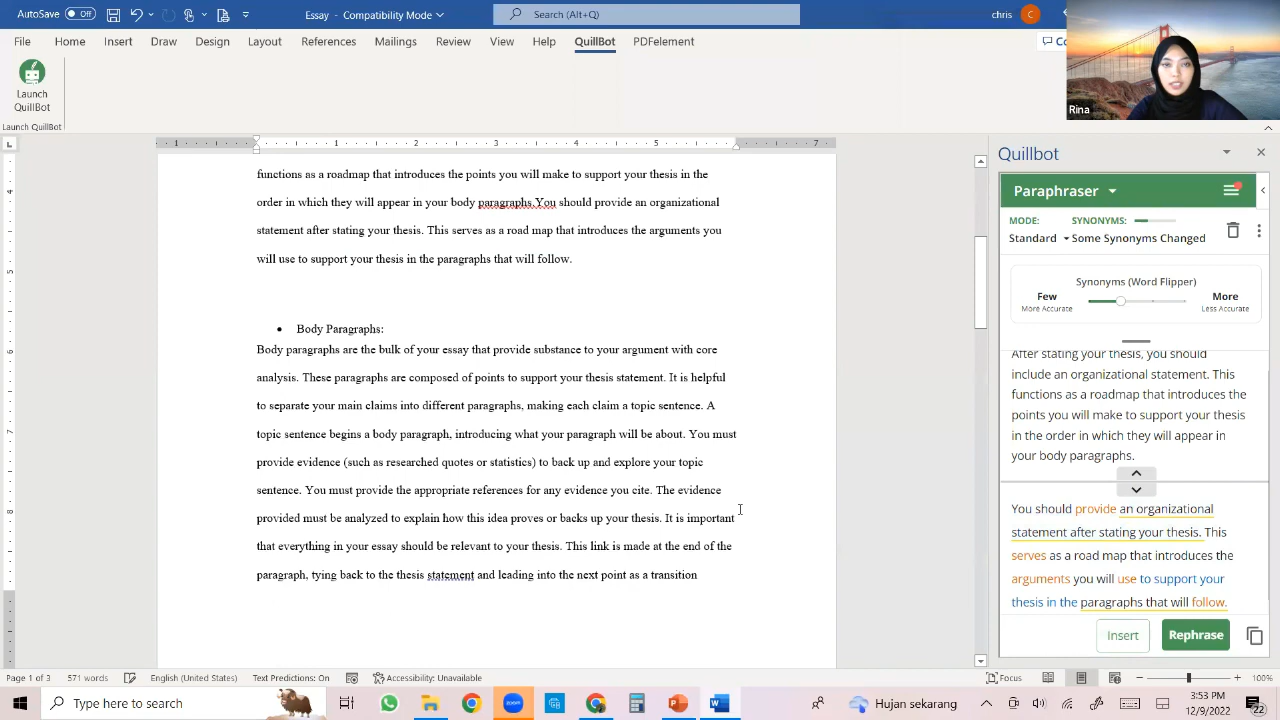 AutoSave Off Essay - Compatibility Mode Search (Alt+Q) chris C
File Home Insert Draw Design Layout References Mailings Review View Help QuillBot PDFelement Co
Rina
Launch
QuillBot
Launch QuillBot
1 1 2 3 4 5 7
Quillbot
functions as a roadmap that introduces the points you will make to support your thesis in the
order in which they will appear in your body paragraphs.You should provide an organizational
statement after stating your thesis. This serves as a road map that introduces the arguments you
will use to support your thesis in the paragraphs that will follow.
Body Paragraphs:
Body paragraphs are the bulk of your essay that provide substance to your argument with core
analysis. These paragraphs are composed of points to support your thesis statement. It is helpful
to separate your main claims into different paragraphs, making each claim a topic sentence. A
topic sentence begins a body paragraph, introducing what your paragraph will be about. You must
provide evidence (such as researched quotes or statistics) to back up and explore your topic
sentence. You must provide the appropriate references for any evidence you cite. The evidence
provided must be analyzed to explain how this idea proves or backs up your thesis. It is important
that everything in your essay should be relevant to your thesis. This link is made at the end of the
paragraph, tying back to the thesis statement and leading into the next point as a transition
4
5
6
7
8
Paraphraser
MODE: SYNONYMS:
Standard Some Synonyms Changed
Synonyms (Word Flipper)
Few More
More Accurate Less Accurate
After stating your thesis, you should
include an organizational statement. This
functions as a roadmap that introduces the
points you will make to support your thesis
in the order in which they will appear in
your body paragraphs.
You should provide an organizational
statement after stating your thesis. This
serves as a road map that introduces the
arguments you will use to support your
thesis in the paragraphs that will follow.
Insert Rephrase
Page 1 of 3 571 words English (United States) Text Predictions: On Accessibility: Unavailable Focus 100%
Type here to search zoom Hujan sekarang 3:53 PM
12/9/2022 22